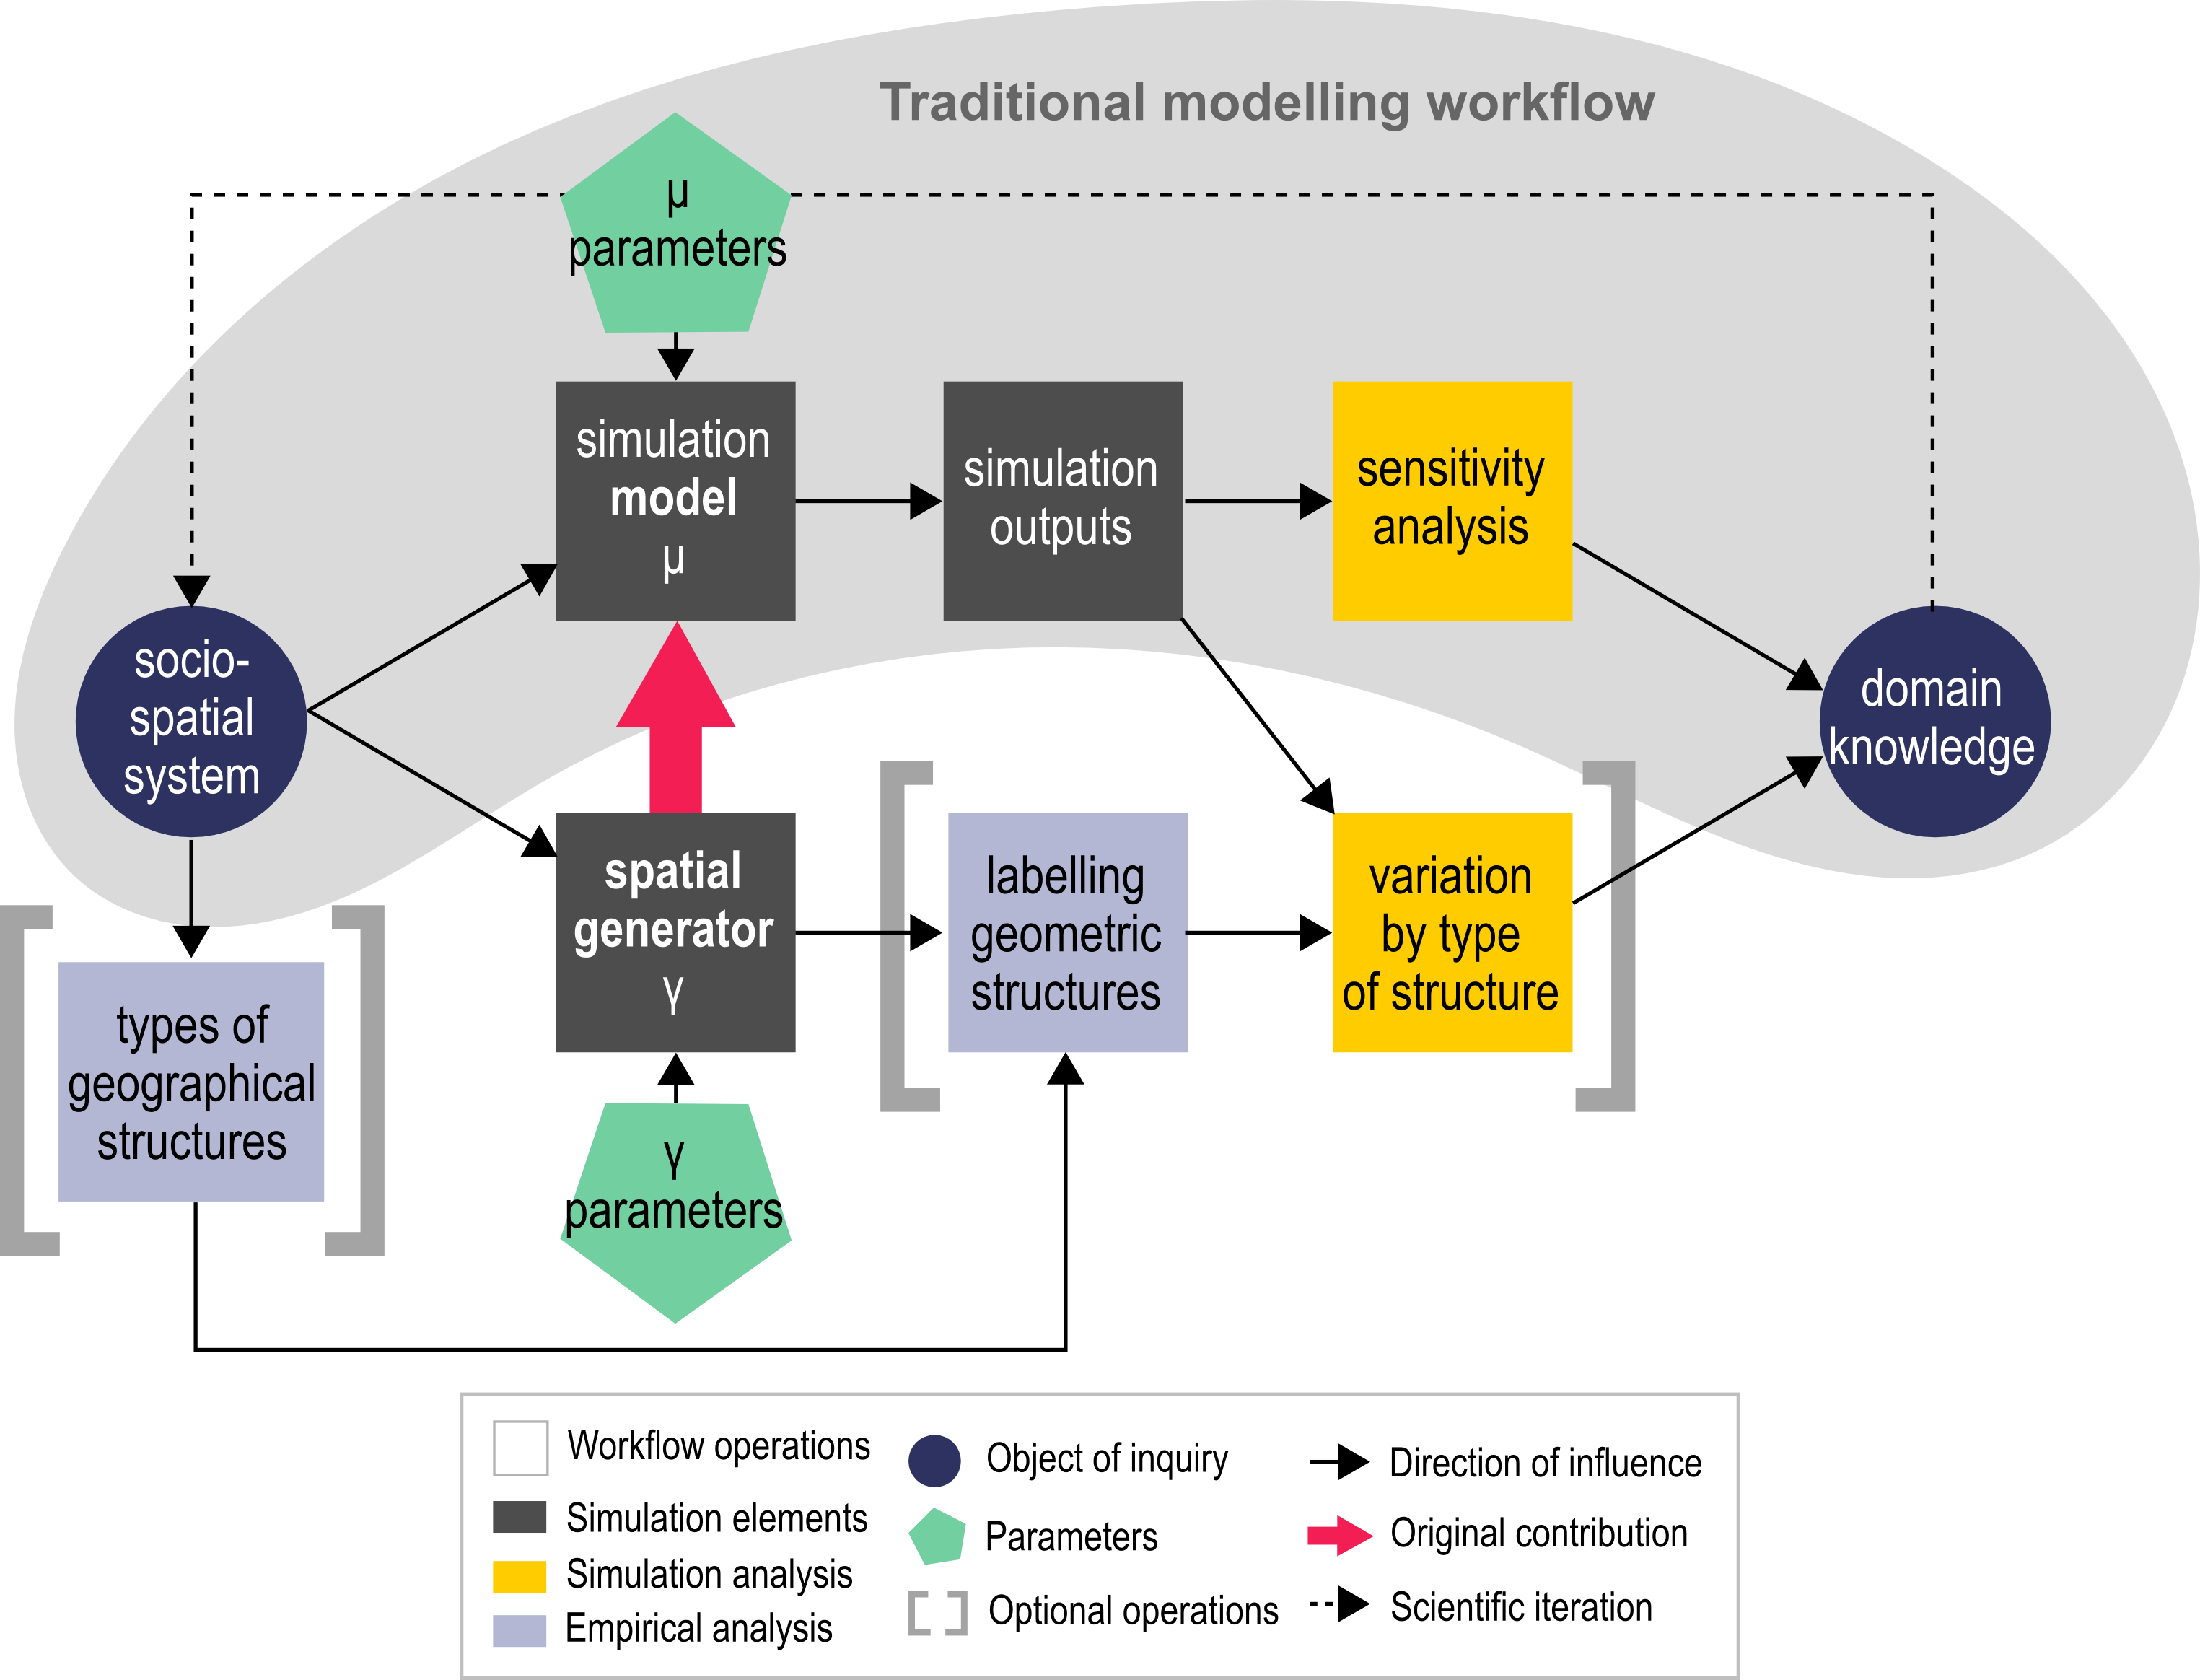 Traditional modelling workflow
μ
parameters
simulation
model
μ
simulation
outputs
sensitivity
analysis
socio-
spatial
system
domain
knowledge
spatial
generator
γ
labelling
geometric
structures
variation
by type
of structure
types of
geographical
structures
γ
parameters
Workflow operations
Simulation elements
Simulation analysis
Empirical analysis
Object of inquiry
Parameters
Optional operations
Direction of influence
Original contribution
Scientific iteration